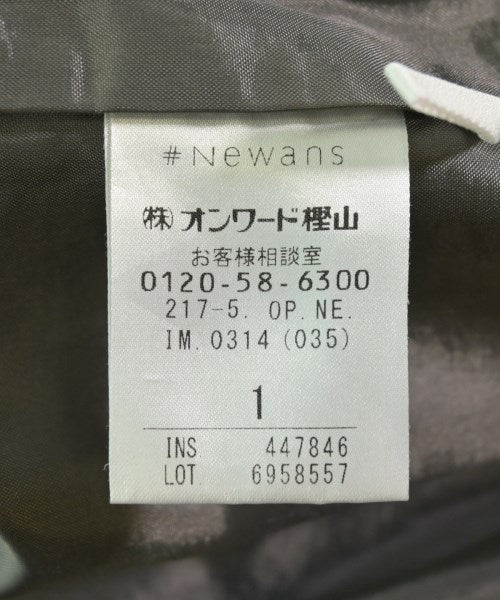 #Newans
㈱オンワード樫山
お客様相談室
0120-58-6300
217-5. OP.NE.
IM.0314(035)
1
INS. 447846
LOT. 6958557